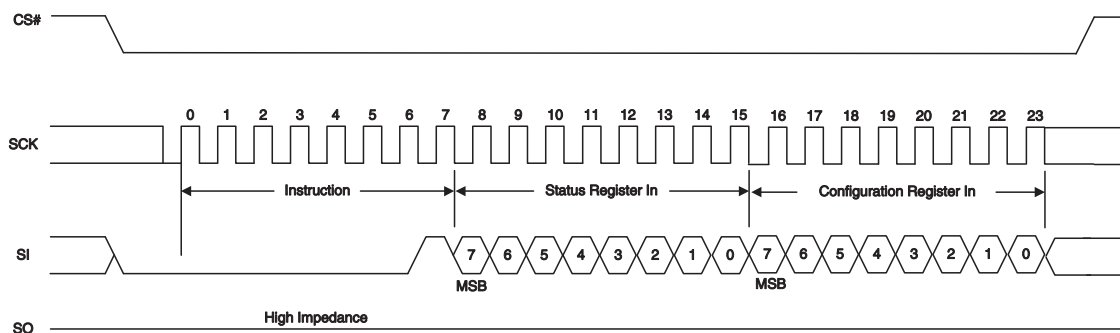 CS#
0 1 2 3 4 5 6 7 8 9 10 11 12 13 14 15 16 17 18 19 20 21 22 23
SCK
Instruction Status Register In Configuration Register In
SI 7 6 5 4 3 2 1 0 7 6 5 4 3 2 1 0
MSB MSB
High Impedance
SO